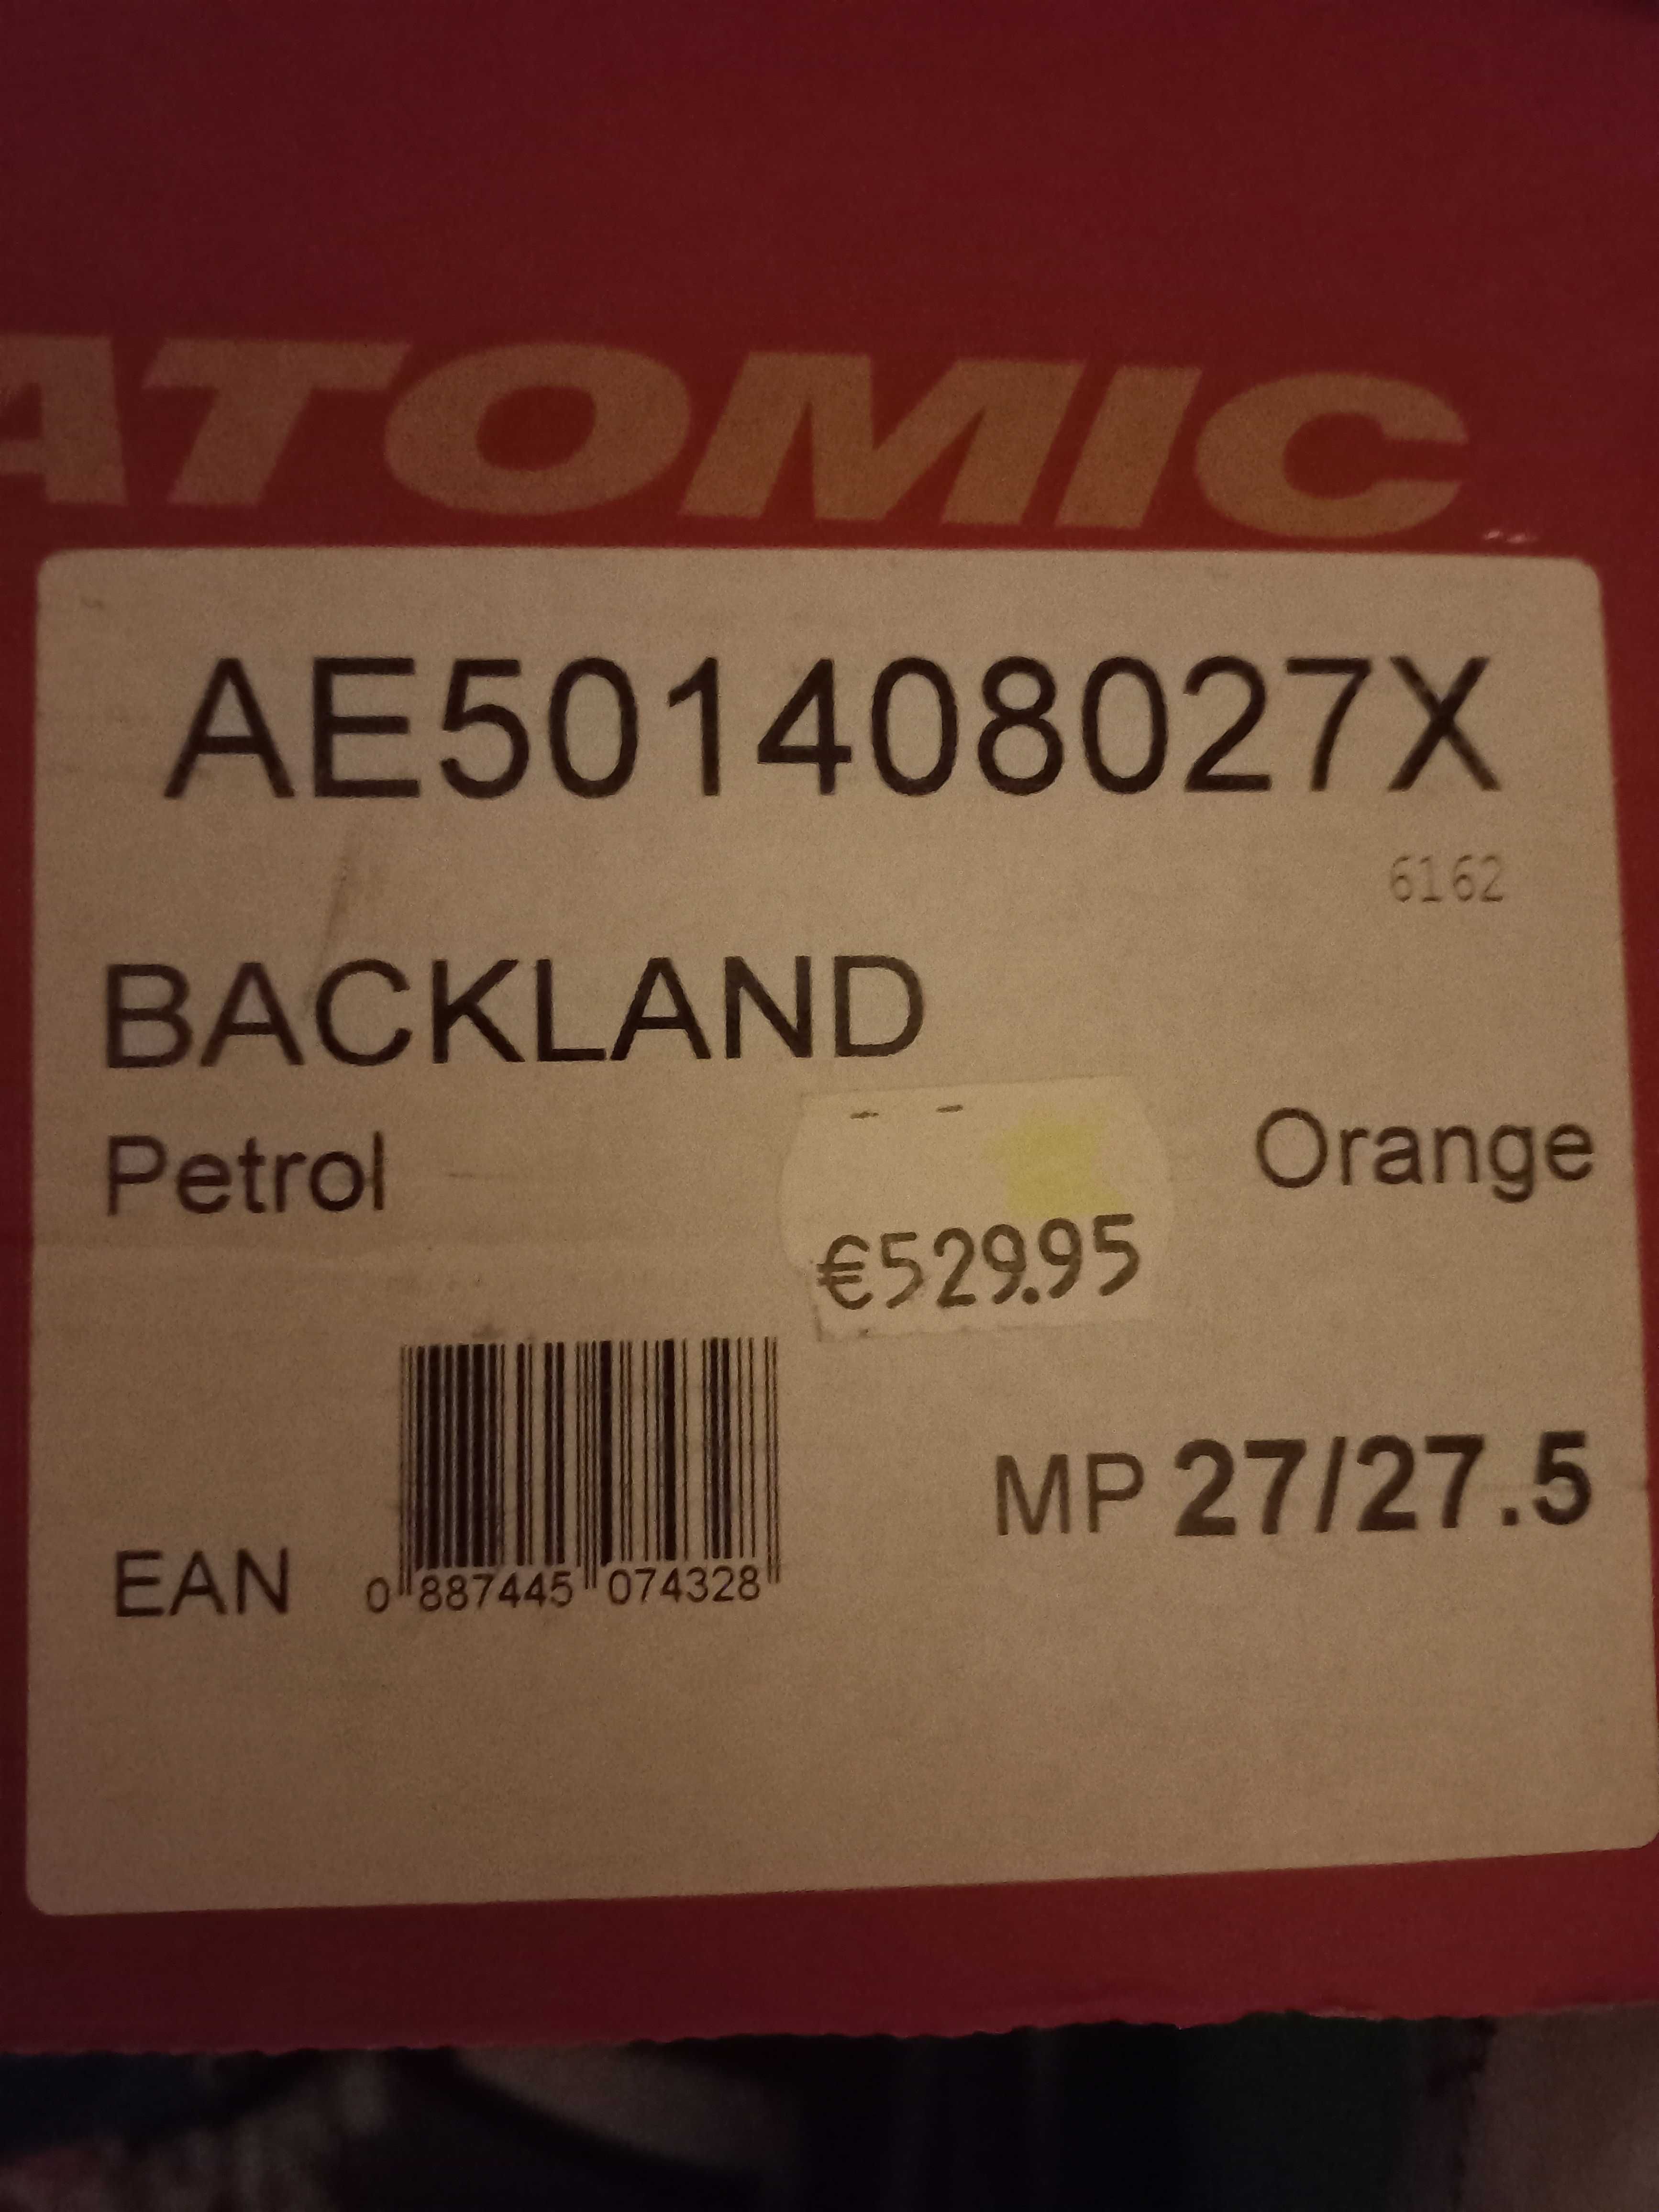 ATOMIC
AE501408027X
6162
BACKLAND
Petrol
Orange
€529.95
MP 27/27.5
EAN
0 887445 074328